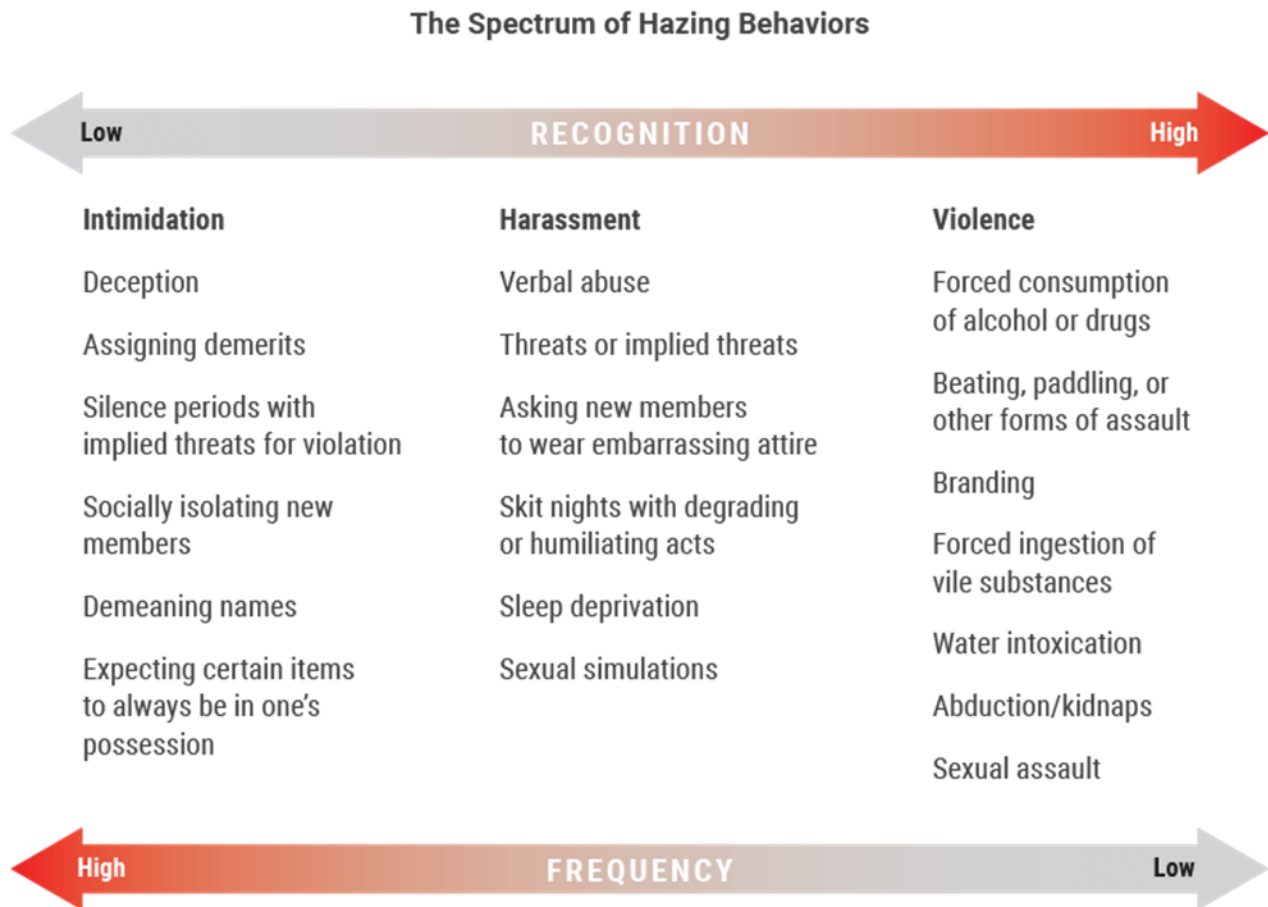 The Spectrum of Hazing Behaviors
Low
RECOGNITION
High
Intimidation
Deception
Assigning demerits
Silence periods with
implied threats for violation
Socially isolating new
members
Demeaning names
Expecting certain items
to always be in one’s
possession
Harassment
Verbal abuse
Threats or implied threats
Asking new members
to wear embarrassing attire
Skit nights with degrading
or humiliating acts
Sleep deprivation
Sexual simulations
Violence
Forced consumption
of alcohol or drugs
Beating, paddling, or
other forms of assault
Branding
Forced ingestion of
vile substances
Water intoxication
Abduction/kidnaps
Sexual assault
High
FREQUENCY
Low